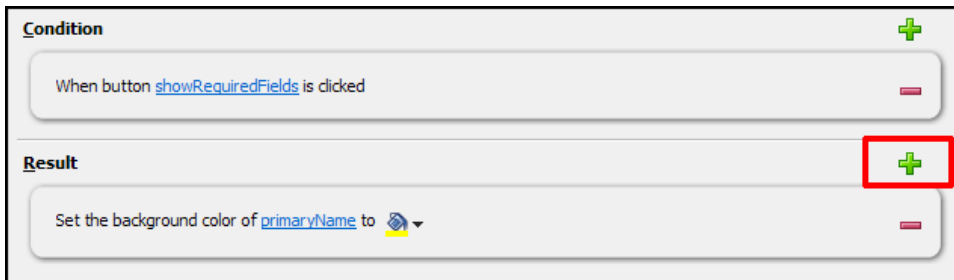 Condition
When button showRequiredFields is clicked
Result
Set the background color of primaryName to